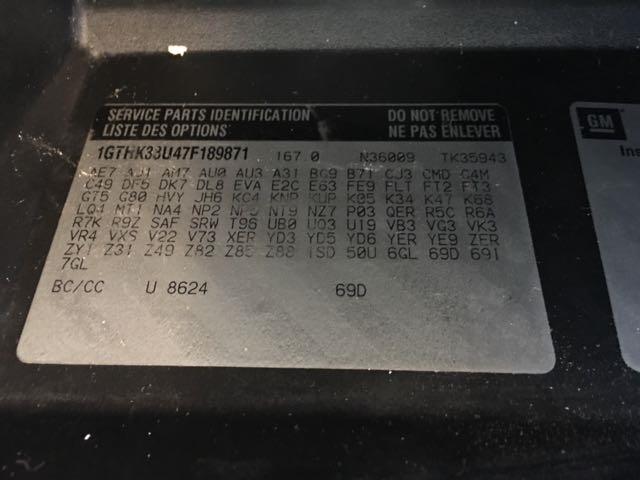 SERVICE PARTS IDENTIFICATION DO NOT REMOVE
LISTE DES OPTIONS NE PAS ENLEVER
GM
1GTHK33U47F189871 167.0 N36009 TK35943
AE7 AJ1 AM7 AU0 AU3 A31 BG9 B71 CJ3 CMD C4M
C49 DF5 DK7 DL8 EVA E2C E63 FE9 FLT FT2 FT3
G75 G80 HVY JH6 KC4 KNP KUP K05 K34 K47 K68
LQ4 MT1 NA4 NP2 NT9 NZ7 P03 QER R5C R6A
R7K R9Z SAF SRW T96 UB0 UQ3 U19 VB3 VG3 VK3
VR4 VXS V22 V73 XER YD3 YD5 YD6 YER YE9 ZER
ZY1 Z31 Z49 Z82 Z85 Z88 1SD 50U 6GL 69D 691
7GL
BC/CC U 8624 69D